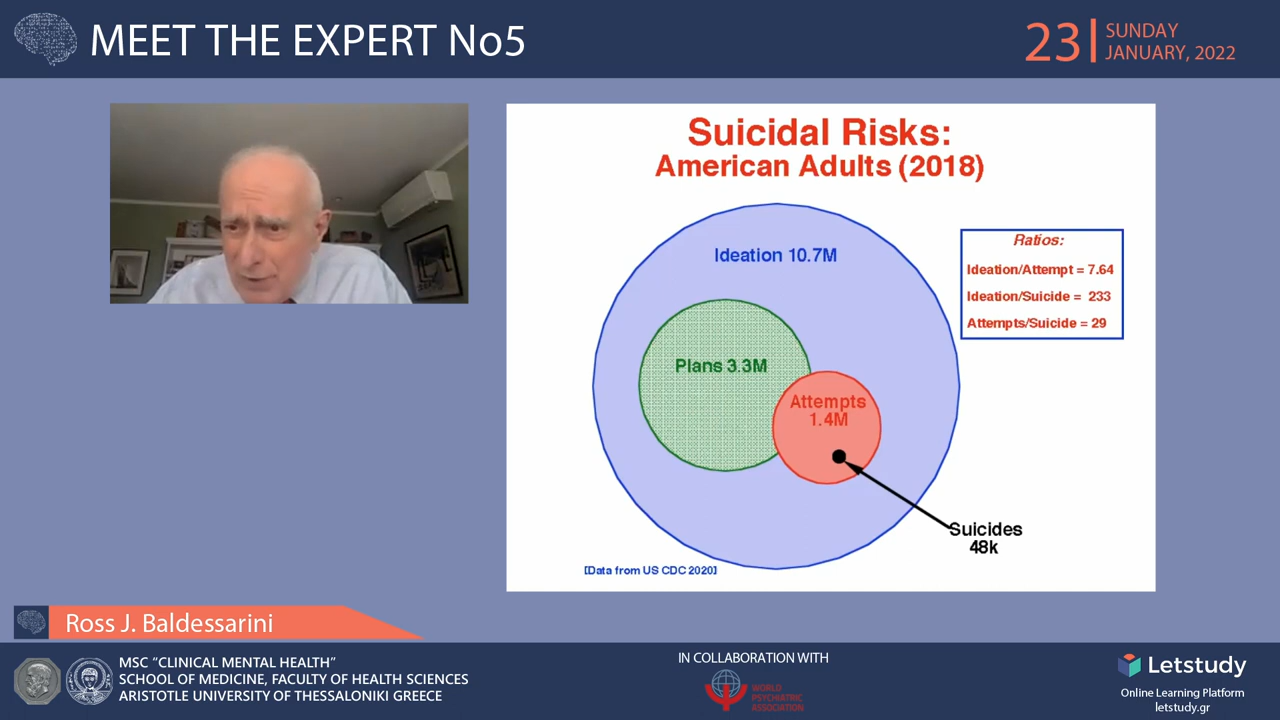 MEET THE EXPERT No5
23
SUNDAY
JANUARY, 2022
Suicidal Risks:
American Adults (2018)
Ideation 10.7M
Plans 3.3M
Attempts
1.4M
Suicides
48k
Ratios:
Ideation/Attempt = 7.64
Ideation/Suicide = 233
Attempts/Suicide = 29
[Data from US CDC 2020]
Ross J. Baldessarini
MSC “CLINICAL MENTAL HEALTH”
SCHOOL OF MEDICINE, FACULTY OF HEALTH SCIENCES
ARISTOTLE UNIVERSITY OF THESSALONIKI GREECE
IN COLLABORATION WITH
WORLD
PSYCHIATRIC
ASSOCIATION
Letstudy
Online Learning Platform
letstudy.gr